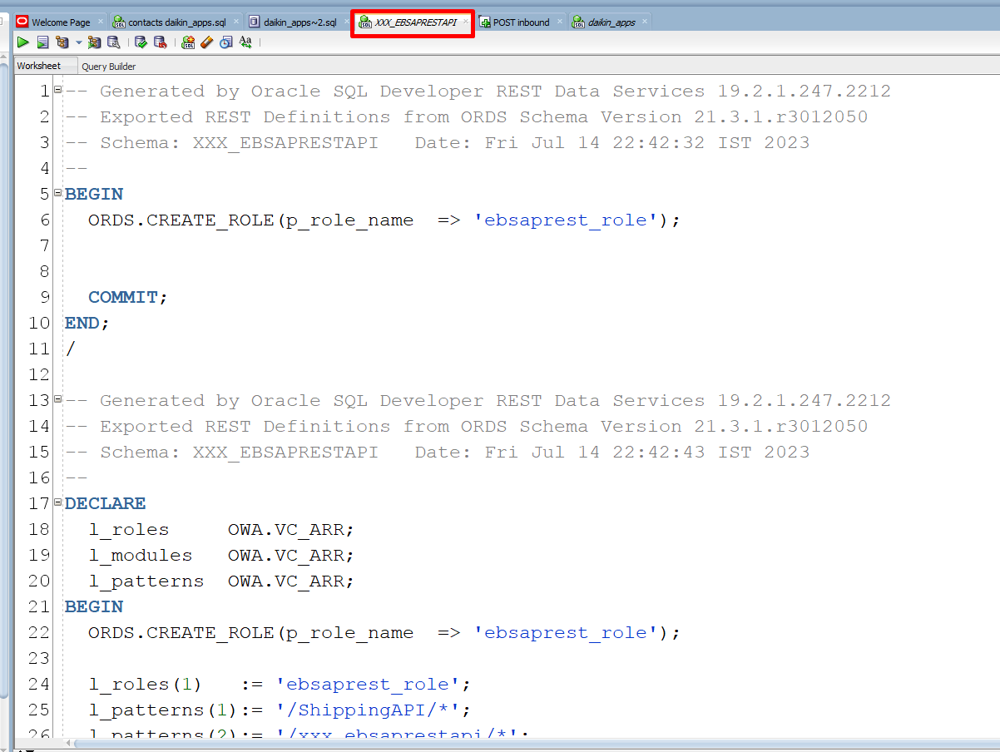 Welcome Page
contacts daikin_apps.sql
daikin_apps~2.sql
XXX_EBSAPRESTAPI
POST inbound
daikin_apps
Worksheet
Query Builder
1 -- Generated by Oracle SQL Developer REST Data Services 19.2.1.247.2212
2 -- Exported REST Definitions from ORDS Schema Version 21.3.1.r3012050
3 -- Schema: XXX_EBSAPRESTAPI   Date: Fri Jul 14 22:42:32 IST 2023
4 --
5 BEGIN
6   ORDS.CREATE_ROLE(p_role_name  => 'ebsaprest_role');
7
8
9   COMMIT;
10 END;
11 /
12
13 -- Generated by Oracle SQL Developer REST Data Services 19.2.1.247.2212
14 -- Exported REST Definitions from ORDS Schema Version 21.3.1.r3012050
15 -- Schema: XXX_EBSAPRESTAPI   Date: Fri Jul 14 22:42:43 IST 2023
16 --
17 DECLARE
18   l_roles     OWA.VC_ARR;
19   l_modules   OWA.VC_ARR;
20   l_patterns  OWA.VC_ARR;
21 BEGIN
22   ORDS.CREATE_ROLE(p_role_name  => 'ebsaprest_role');
23
24   l_roles(1)   := 'ebsaprest_role';
25   l_patterns(1):= '/ShippingAPI/*';
26   l_patterns(2):= '/xxx_ebsaprestapi/*';